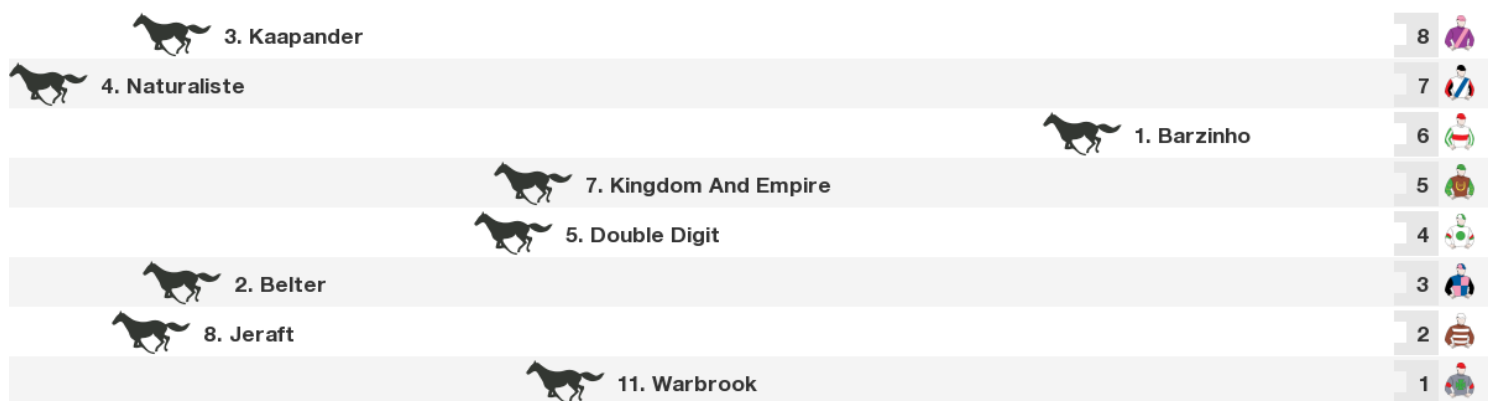 3. Kaapander 8
4. Naturaliste 7
1. Barzinho 6
7. Kingdom And Empire 5
5. Double Digit 4
2. Belter 3
8. Jeraft 2
11. Warbrook 1